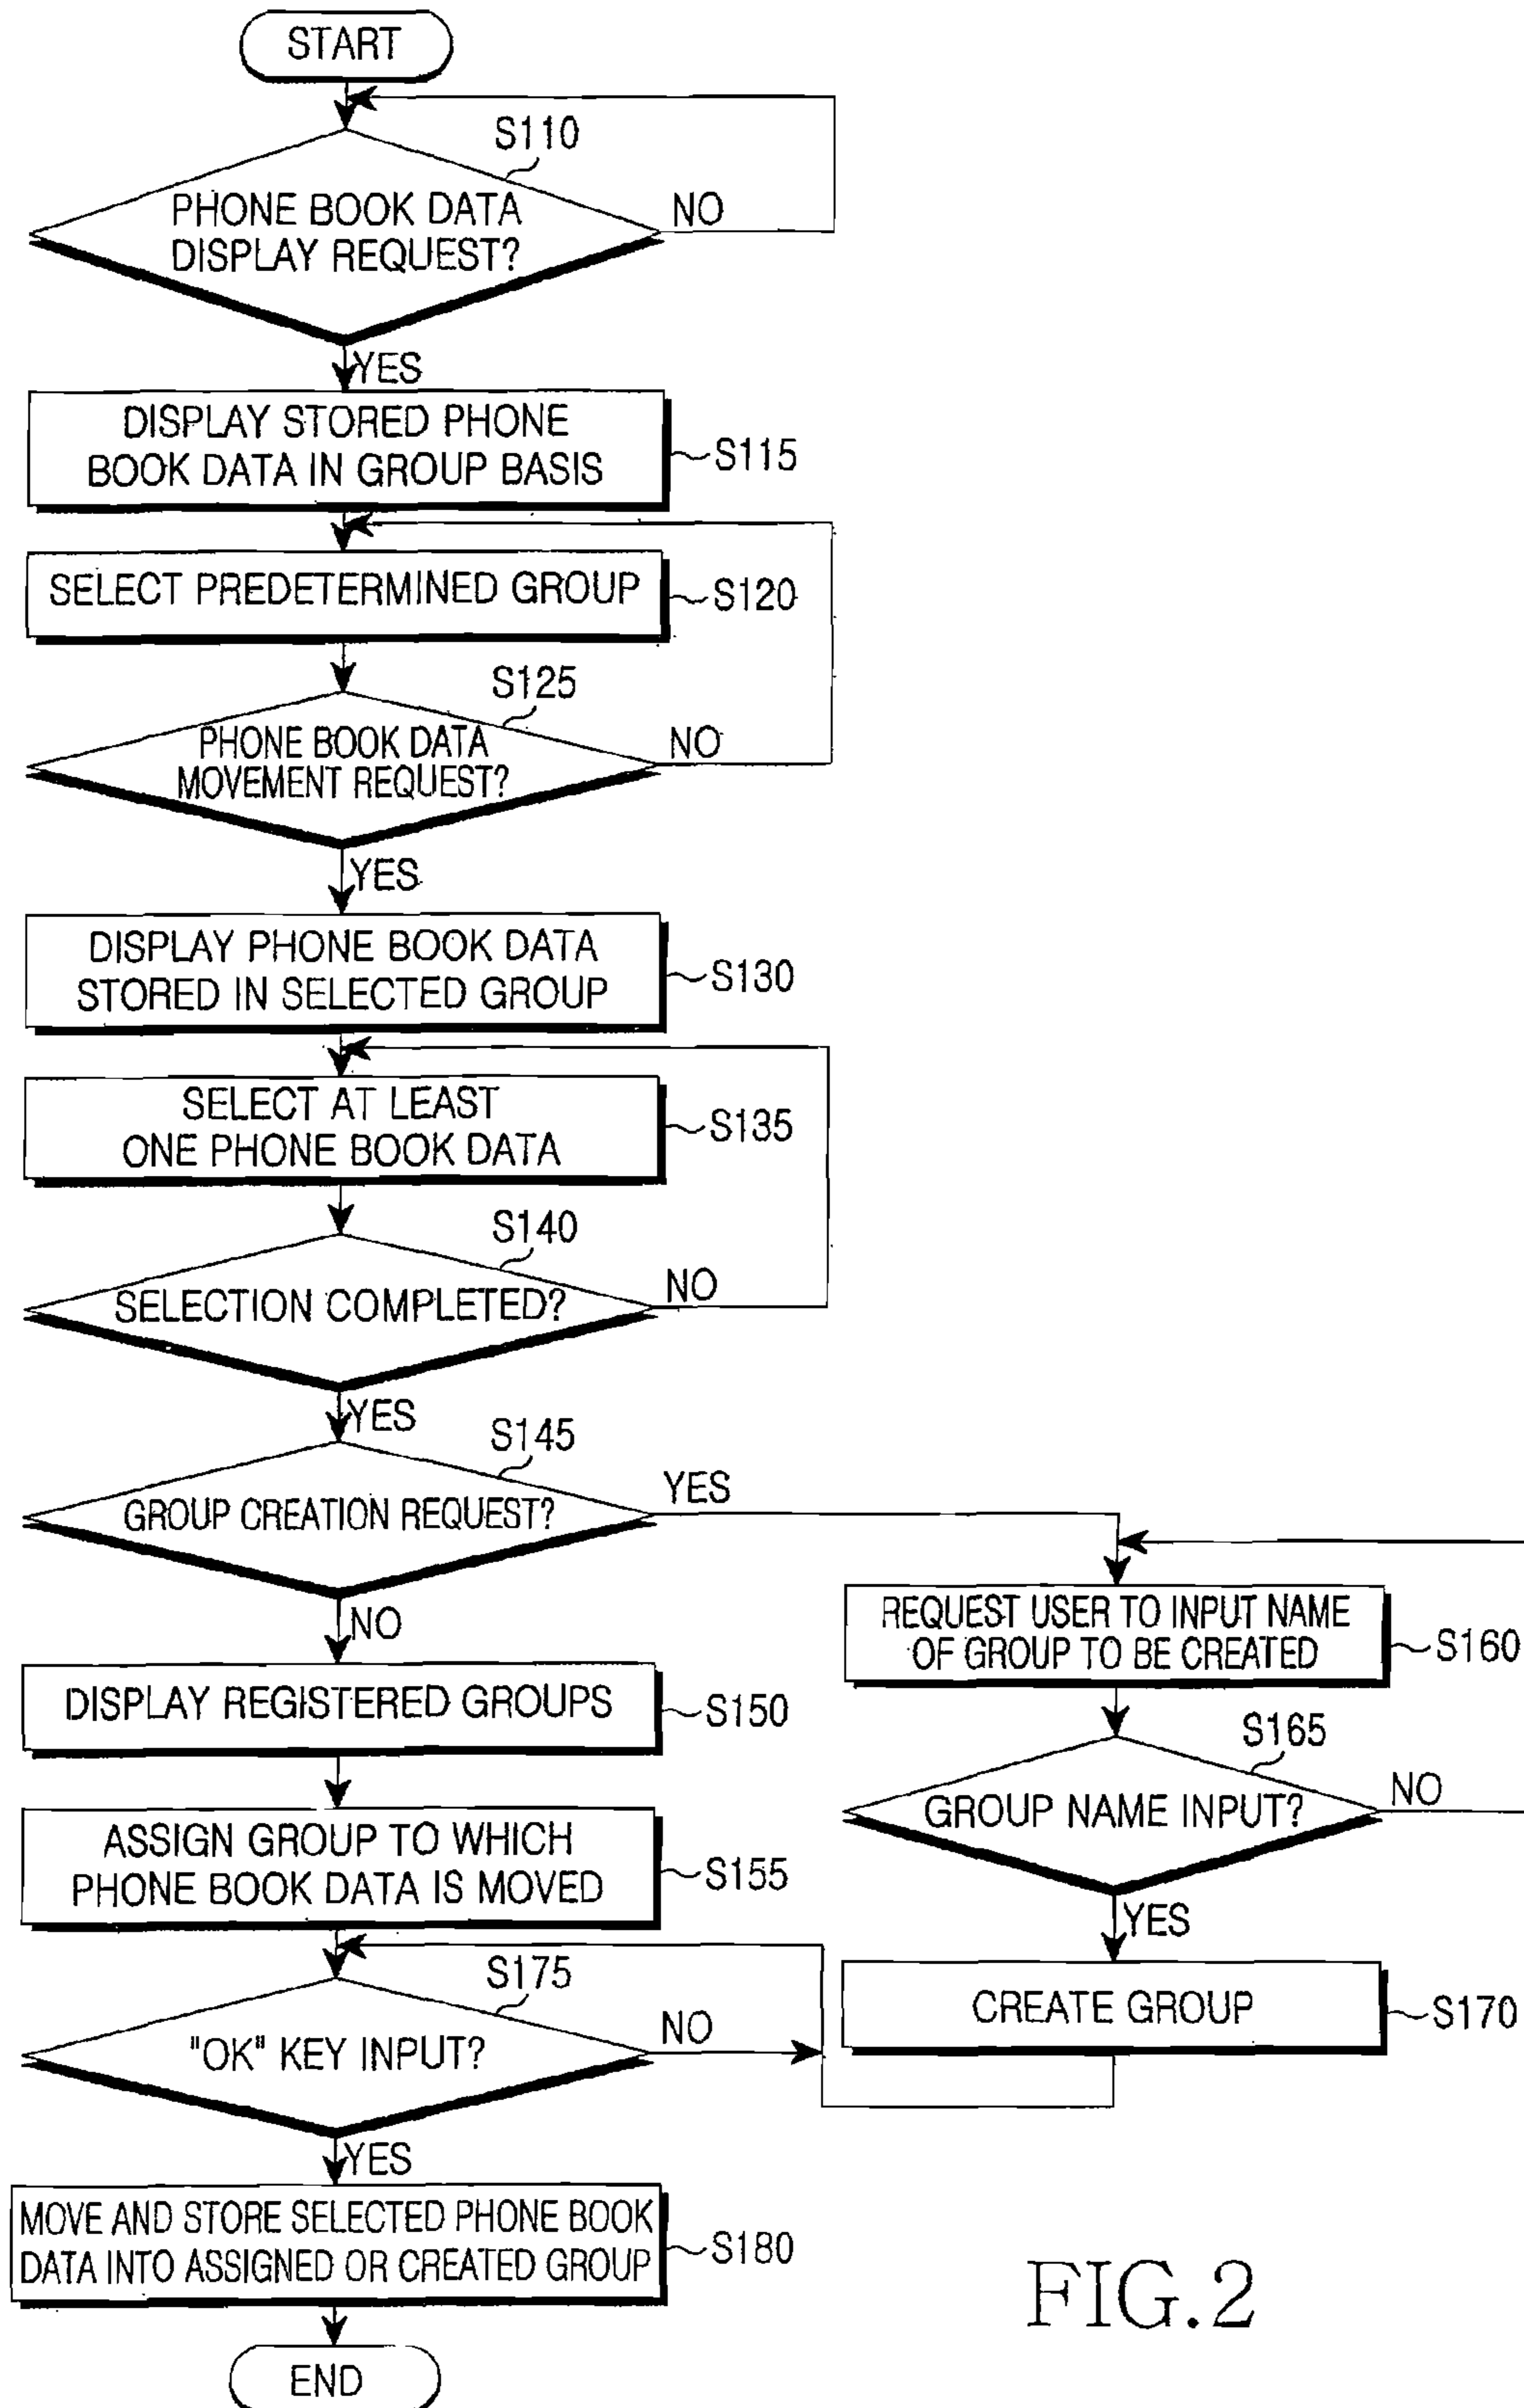 START
S110
PHONE BOOK DATA
DISPLAY REQUEST?
NO
YES
DISPLAY STORED PHONE
BOOK DATA IN GROUP BASIS
S115
SELECT PREDETERMINED GROUP
S120
S125
PHONE BOOK DATA
MOVEMENT REQUEST?
NO
YES
DISPLAY PHONE BOOK DATA
STORED IN SELECTED GROUP
S130
SELECT AT LEAST
ONE PHONE BOOK DATA
S135
S140
SELECTION COMPLETED?
NO
YES
S145
GROUP CREATION REQUEST?
YES
NO
REQUEST USER TO INPUT NAME
OF GROUP TO BE CREATED
S160
DISPLAY REGISTERED GROUPS
S150
S165
GROUP NAME INPUT?
NO
YES
ASSIGN GROUP TO WHICH
PHONE BOOK DATA IS MOVED
S155
S175
"OK" KEY INPUT?
NO
CREATE GROUP
S170
YES
MOVE AND STORE SELECTED PHONE BOOK
DATA INTO ASSIGNED OR CREATED GROUP
S180
END
FIG.2